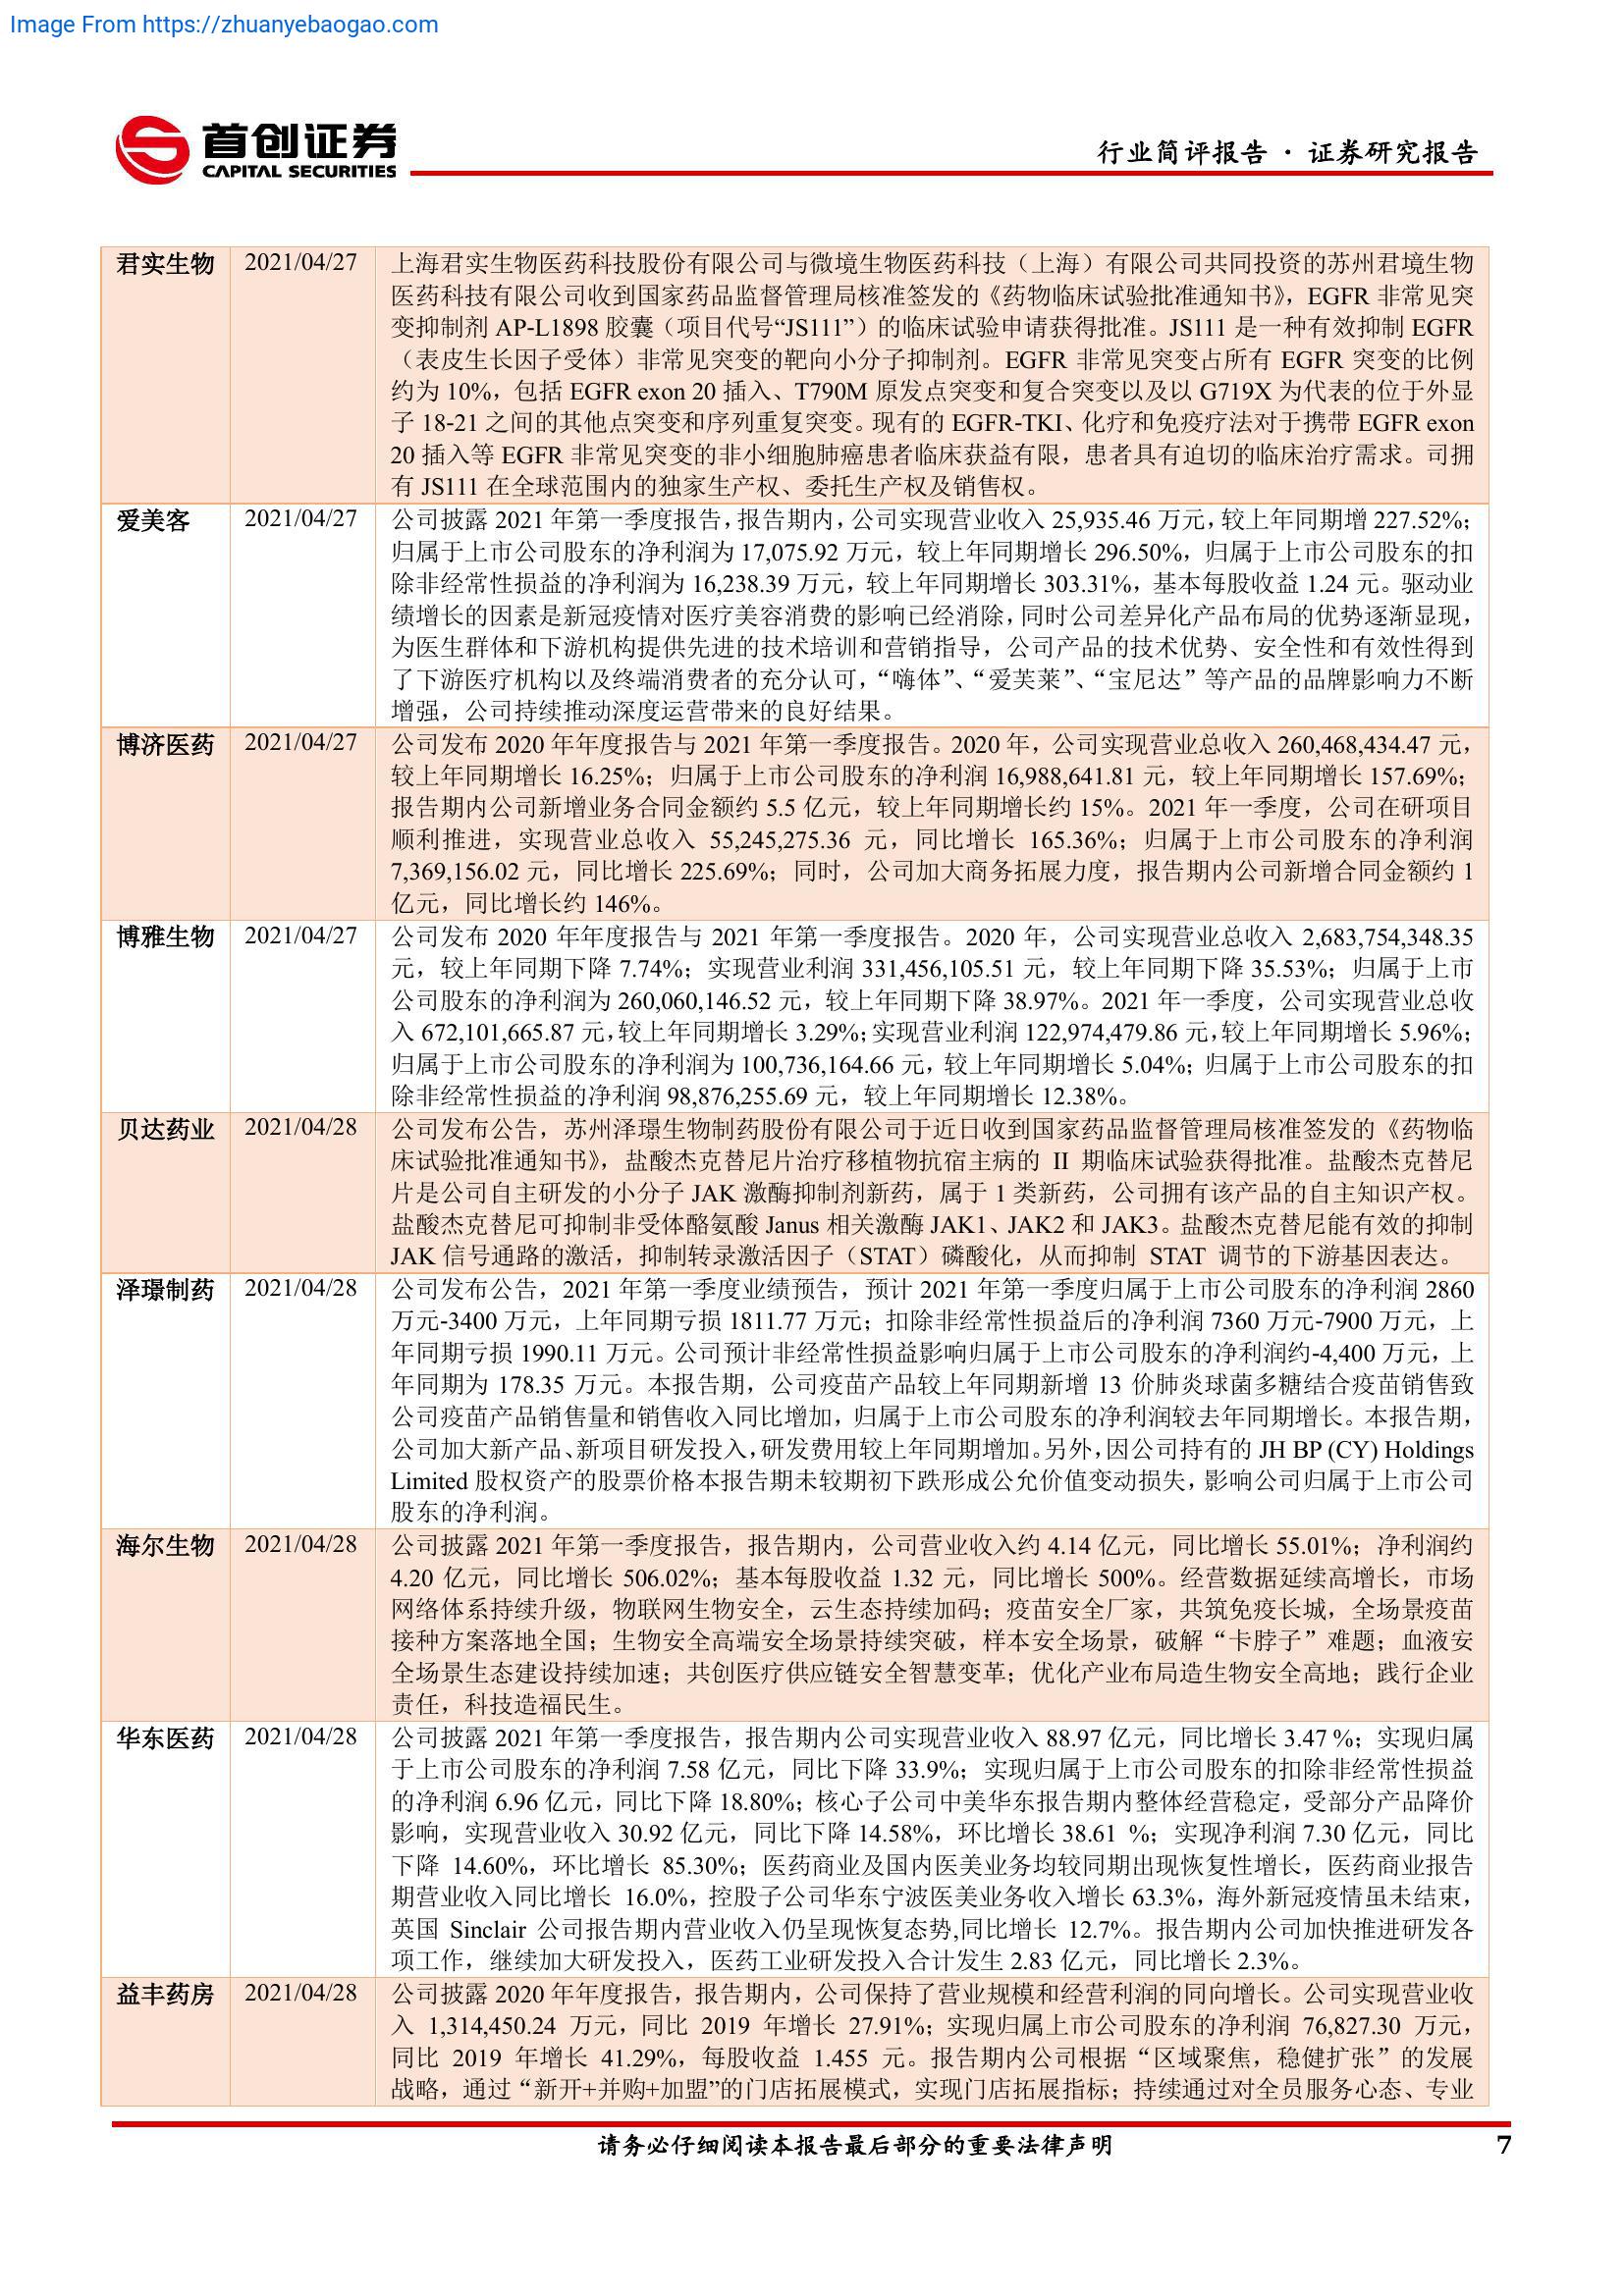 Image From https://zhuanyebaogao.com
首创证券
CAPITAL SECURITIES
行业简评报告 · 证券研究报告
君实生物 2021/04/27 上海君实生物医药科技股份有限公司与微境生物医药科技（上海）有限公司共同投资的苏州君境生物
医药科技有限公司收到国家药品监督管理局核准签发的《药物临床试验批准通知书》，EGFR 非常见突
变抑制剂 AP-L1898 胶囊（项目代号“JS111”）的临床试验申请获得批准。JS111 是一种有效抑制 EGFR
（表皮生长因子受体）非常见突变的靶向小分子抑制剂。EGFR 非常见突变占所有 EGFR 突变的比例
约为 10%，包括 EGFR exon 20 插入、T790M 原发点突变和复合突变以及以 G719X 为代表的位于外显
子 18-21 之间的其他点突变和序列重复突变。现有的 EGFR-TKI、化疗和免疫疗法对于携带 EGFR exon
20 插入等 EGFR 非常见突变的非小细胞肺癌患者临床获益有限，患者具有迫切的临床治疗需求。司拥
有 JS111 在全球范围内的独家生产权、委托生产权及销售权。
爱美客 2021/04/27 公司披露 2021 年第一季度报告，报告期内，公司实现营业收入 25,935.46 万元，较上年同期增 227.52%；
归属于上市公司股东的净利润为 17,075.92 万元，较上年同期增长 296.50%，归属于上市公司股东的扣
除非经常性损益的净利润为 16,238.39 万元，较上年同期增长 303.31%，基本每股收益 1.24 元。驱动业
绩增长的因素是新冠疫情对医疗美容消费的影响已经消除，同时公司差异化产品布局的优势逐渐显现，
为医生群体和下游机构提供先进的技术培训和营销指导，公司产品的技术优势、安全性和有效性得到
了下游医疗机构以及终端消费者的充分认可，“嗨体”、“爱芙莱”、“宝尼达”等产品的品牌影响力不断
增强，公司持续推动深度运营带来的良好结果。
博济医药 2021/04/27 公司发布 2020 年年度报告与 2021 年第一季度报告。2020 年，公司实现营业总收入 260,468,434.47 元，
较上年同期增长 16.25%；归属于上市公司股东的净利润 16,988,641.81 元，较上年同期增长 157.69%；
报告期内公司新增业务合同金额约 5.5 亿元，较上年同期增长约 15%。2021 年一季度，公司在研项目
顺利推进，实现营业总收入 55,245,275.36 元，同比增长 165.36%；归属于上市公司股东的净利润
7,369,156.02 元，同比增长 225.69%；同时，公司加大商务拓展力度，报告期内公司新增合同金额约 1
亿元，同比增长约 146%。
博雅生物 2021/04/27 公司发布 2020 年年度报告与 2021 年第一季度报告。2020 年，公司实现营业总收入 2,683,754,348.35
元，较上年同期下降 7.74%；实现营业利润 331,456,105.51 元，较上年同期下降 35.53%；归属于上市
公司股东的净利润为 260,060,146.52 元，较上年同期下降 38.97%。2021 年一季度，公司实现营业总收
入 672,101,665.87 元，较上年同期增长 3.29%；实现营业利润 122,974,479.86 元，较上年同期增长 5.96%；
归属于上市公司股东的净利润为 100,736,164.66 元，较上年同期增长 5.04%；归属于上市公司股东的扣
除非经常性损益的净利润 98,876,255.69 元，较上年同期增长 12.38%。
贝达药业 2021/04/28 公司发布公告，苏州泽璟生物制药股份有限公司于近日收到国家药品监督管理局核准签发的《药物临
床试验批准通知书》，盐酸杰克替尼片治疗移植物抗宿主病的 II 期临床试验获得批准。盐酸杰克替尼
片是公司自主研发的小分子 JAK 激酶抑制剂新药，属于 1 类新药，公司拥有该产品的自主知识产权。
盐酸杰克替尼可抑制非受体酪氨酸 Janus 相关激酶 JAK1、JAK2 和 JAK3。盐酸杰克替尼能有效的抑制
JAK 信号通路的激活，抑制转录激活因子（STAT）磷酸化，从而抑制 STAT 调节的下游基因表达。
泽璟制药 2021/04/28 公司发布公告，2021 年第一季度业绩预告，预计 2021 年第一季度归属于上市公司股东的净利润 2860
万元-3400 万元，上年同期亏损 1811.77 万元；扣除非经常性损益后的净利润 7360 万元-7900 万元，上
年同期亏损 1990.11 万元。公司预计非经常性损益影响归属于上市公司股东的净利润约-4,400 万元，上
年同期为 178.35 万元。本报告期，公司疫苗产品较上年同期新增 13 价肺炎球菌多糖结合疫苗销售致
公司疫苗产品销售量和销售收入同比增加，归属于上市公司股东的净利润较去年同期增长。本报告期，
公司加大新产品、新项目研发投入，研发费用较上年同期增加。另外，因公司持有的 JH BP (CY) Holdings
Limited 股权资产的股票价格本报告期未较期初下跌形成公允价值变动损失，影响公司归属于上市公司
股东的净利润。
海尔生物 2021/04/28 公司披露 2021 年第一季度报告，报告期内，公司营业收入约 4.14 亿元，同比增长 55.01%；净利润约
4.20 亿元，同比增长 506.02%；基本每股收益 1.32 元，同比增长 500%。经营数据延续高增长，市场
网络体系持续升级，物联网生物安全，云生态持续加码；疫苗安全厂家，共筑免疫长城，全场景疫苗
接种方案落地全国；生物安全高端安全场景持续突破，样本安全场景，破解“卡脖子”难题；血液安
全场景生态建设持续加速；共创医疗供应链安全智慧变革；优化产业布局造生物安全高地；践行企业
责任，科技造福民生。
华东医药 2021/04/28 公司披露 2021 年第一季度报告，报告期内公司实现营业收入 88.97 亿元，同比增长 3.47 %；实现归属
于上市公司股东的净利润 7.58 亿元，同比下降 33.9%；实现归属于上市公司股东的扣除非经常性损益
的净利润 6.96 亿元，同比下降 18.80%；核心子公司中美华东报告期内整体经营稳定，受部分产品降价
影响，实现营业收入 30.92 亿元，同比下降 14.58%，环比增长 38.61 %；实现净利润 7.30 亿元，同比
下降 14.60%，环比增长 85.30%；医药商业及国内医美业务均较同期出现恢复性增长，医药商业报告
期营业收入同比增长 16.0%，控股子公司华东宁波医美业务收入增长 63.3%，海外新冠疫情虽未结束，
英国 Sinclair 公司报告期内营业收入仍呈现恢复态势,同比增长 12.7%。报告期内公司加快推进研发各
项工作，继续加大研发投入，医药工业研发投入合计发生 2.83 亿元，同比增长 2.3%。
益丰药房 2021/04/28 公司披露 2020 年年度报告，报告期内，公司保持了营业规模和经营利润的同向增长。公司实现营业收
入 1,314,450.24 万元，同比 2019 年增长 27.91%；实现归属上市公司股东的净利润 76,827.30 万元，
同比 2019 年增长 41.29%，每股收益 1.455 元。报告期内公司根据“区域聚焦，稳健扩张”的发展
战略，通过“新开+并购+加盟”的门店拓展模式，实现门店拓展指标；持续通过对全员服务心态、专业
请务必仔细阅读本报告最后部分的重要法律声明 7